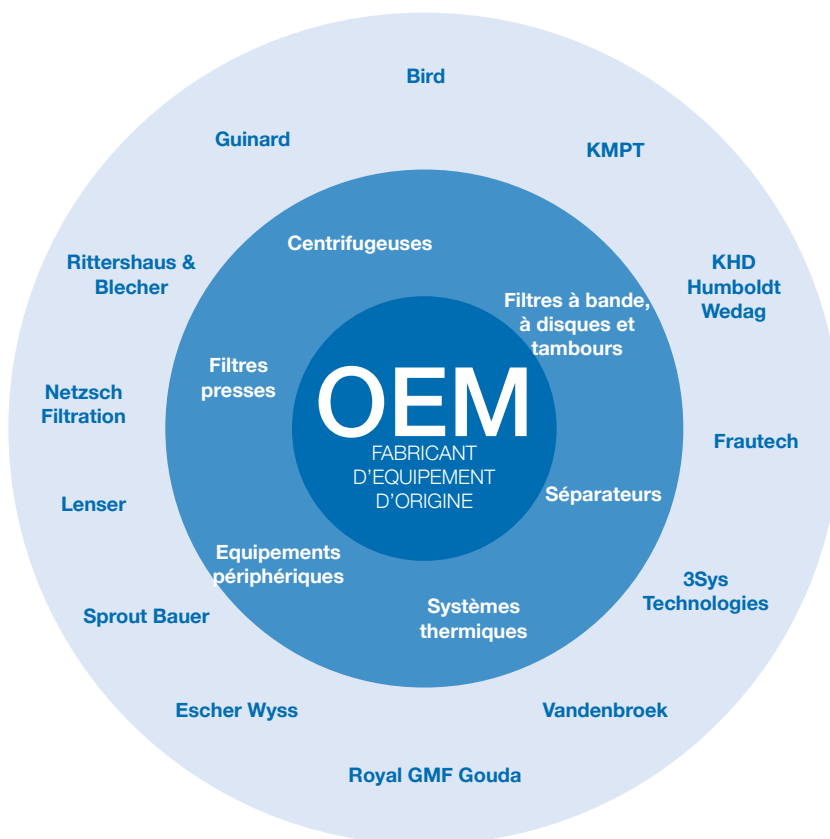 Bird
Guinard
KMPT
Centrifugeuses
Rittershaus &
Blecher
KHD
Humboldt
Wedag
Filtres à bande,
à disques et
tambours
Filtres
presses
OEM
FABRICANT
D'EQUIPEMENT
D'ORIGINE
Netzsch
Filtration
Frautech
Lenser
Séparateurs
Equipements
périphériques
3Sys
Technologies
Sprout Bauer
Systèmes
thermiques
Escher Wyss
Vandenbroek
Royal GMF Gouda